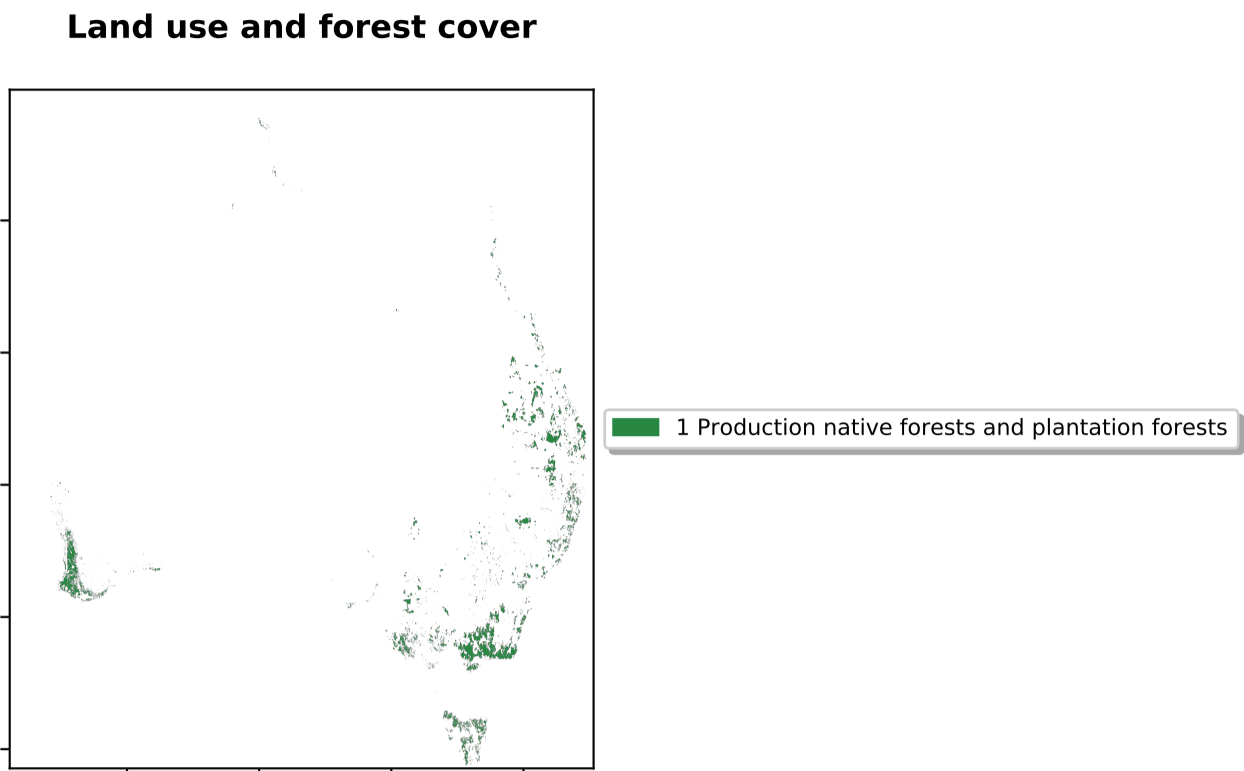 Land use and forest cover
1 Production native forests and plantation forests